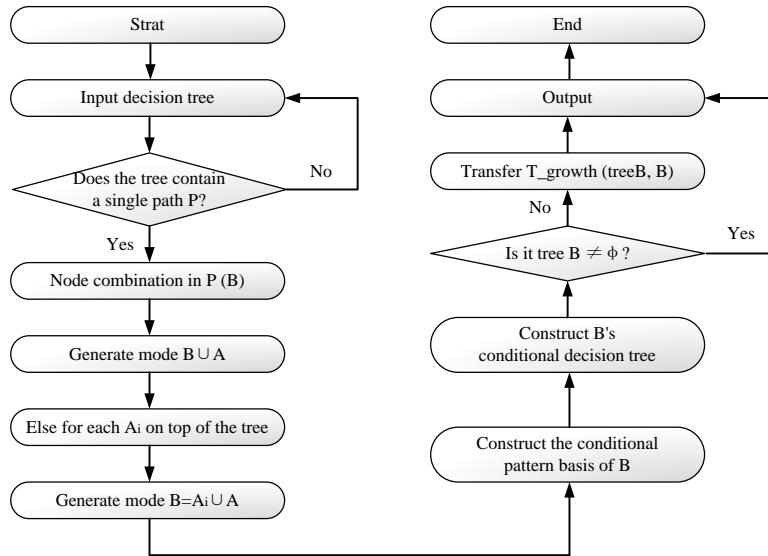 Strat
Input decision tree
Does the tree contain
a single path P?
No
Yes
Node combination in P (B)
Generate mode B∪A
Else for each Ai on top of the tree
Generate mode B=Ai∪A
Construct the conditional
pattern basis of B
Construct B's
conditional decision tree
Is it tree B ≠ ϕ ?
No
Yes
Transfer T_growth (treeB, B)
Output
End